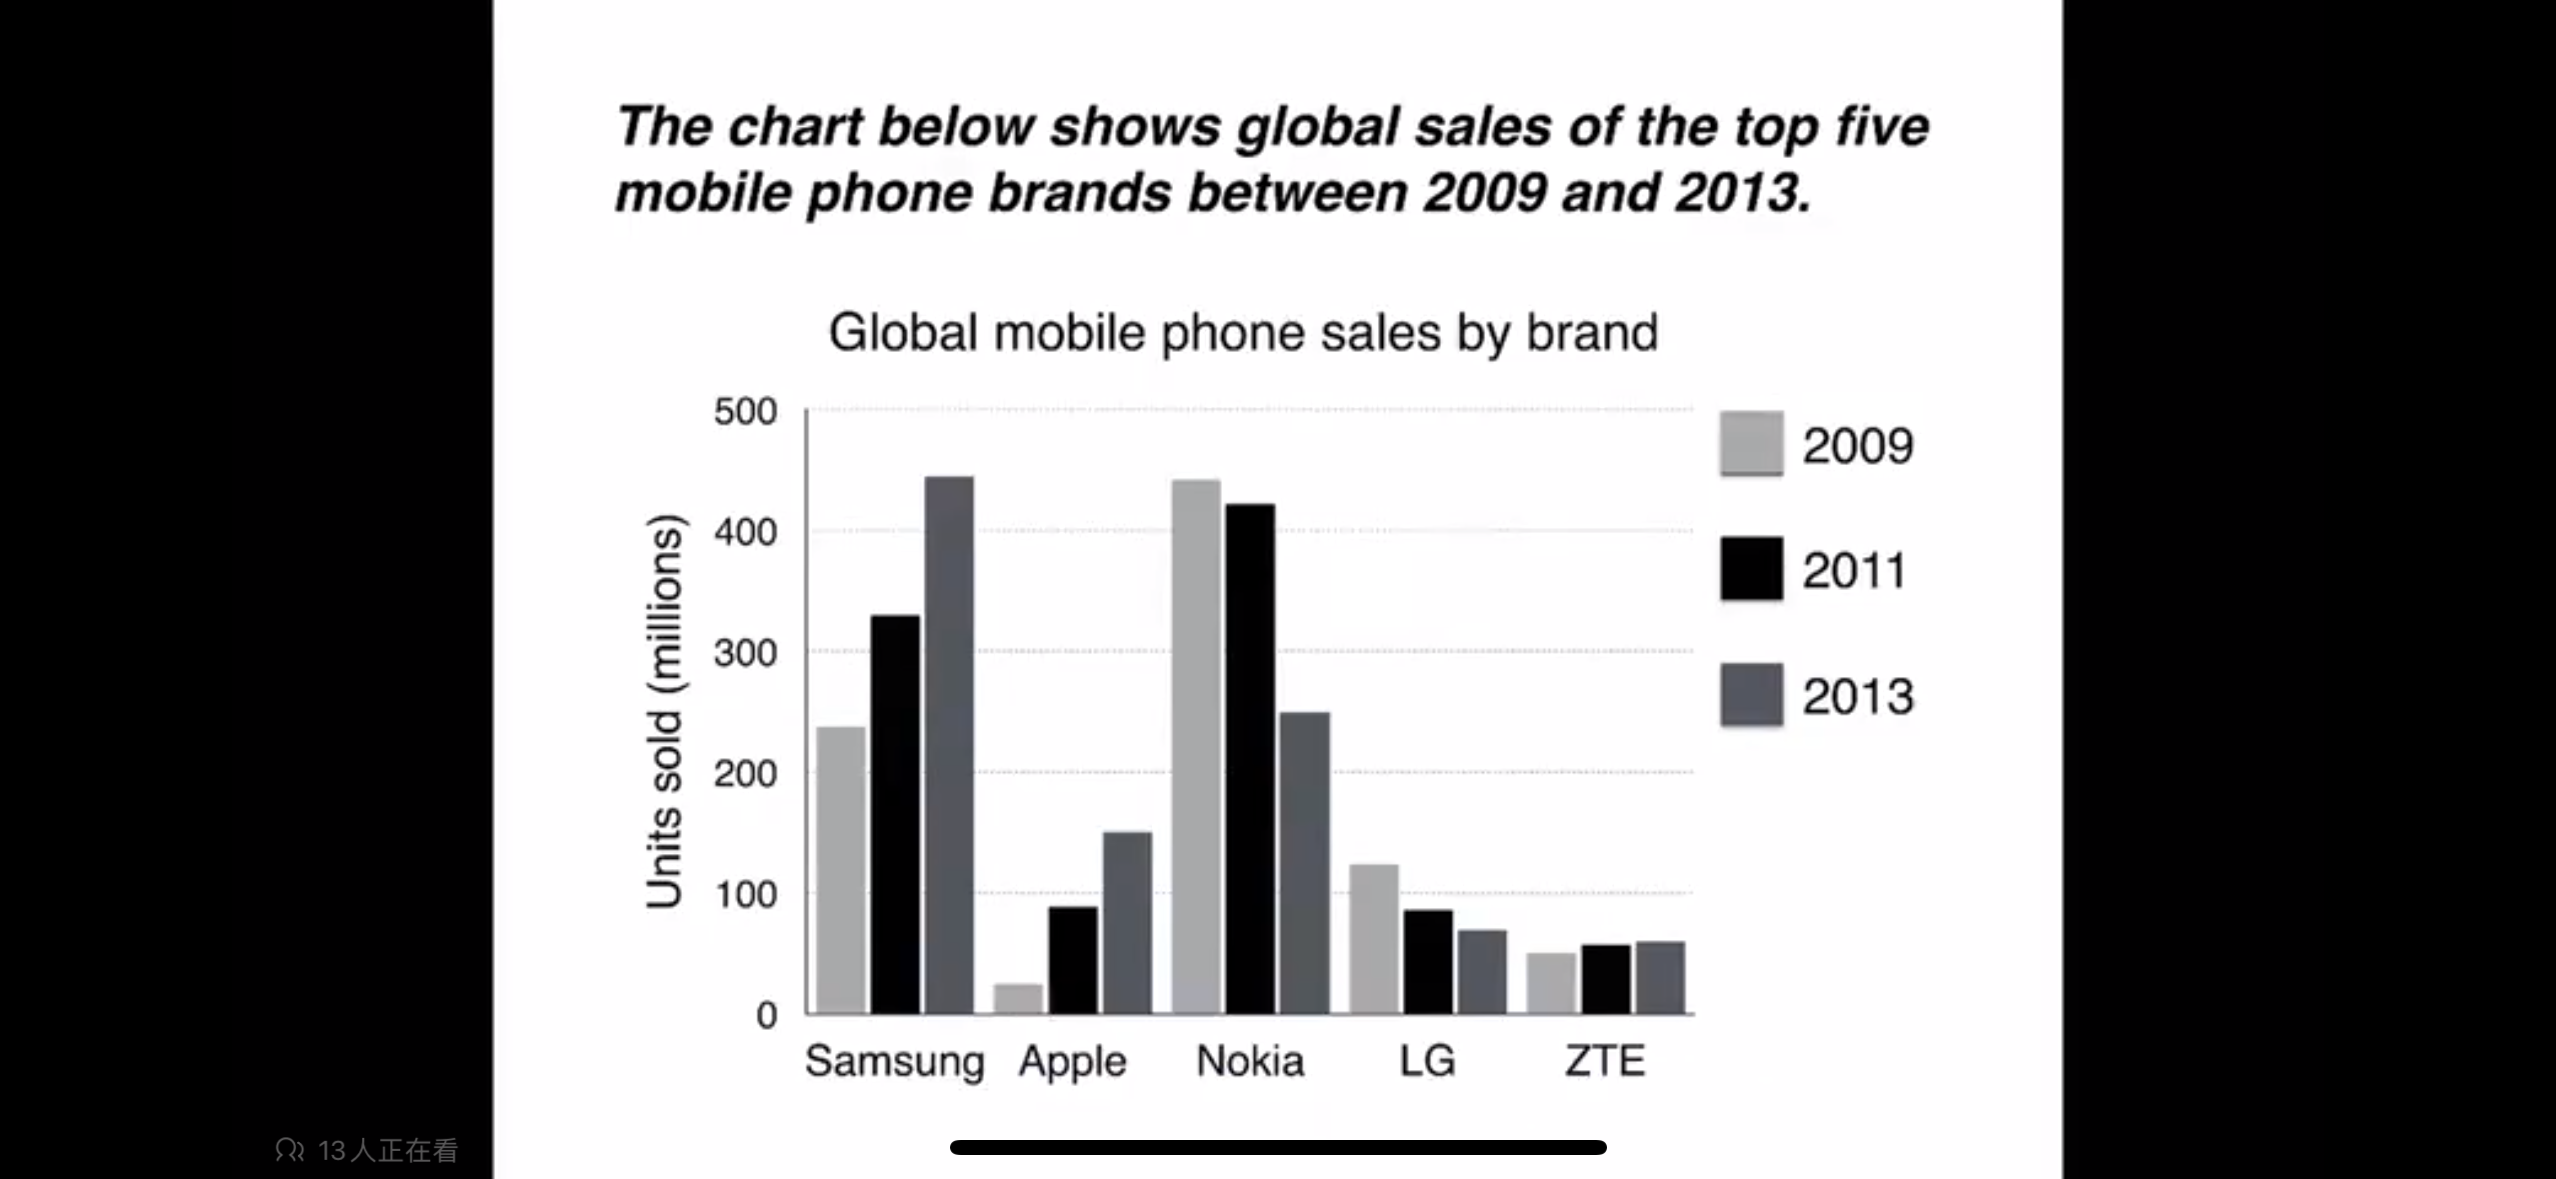 The chart below shows global sales of the top five
mobile phone brands between 2009 and 2013.
Global mobile phone sales by brand
500
400
300
200
100
0
Units sold (millions)
Samsung Apple Nokia LG ZTE
2009
2011
2013
13人正在看